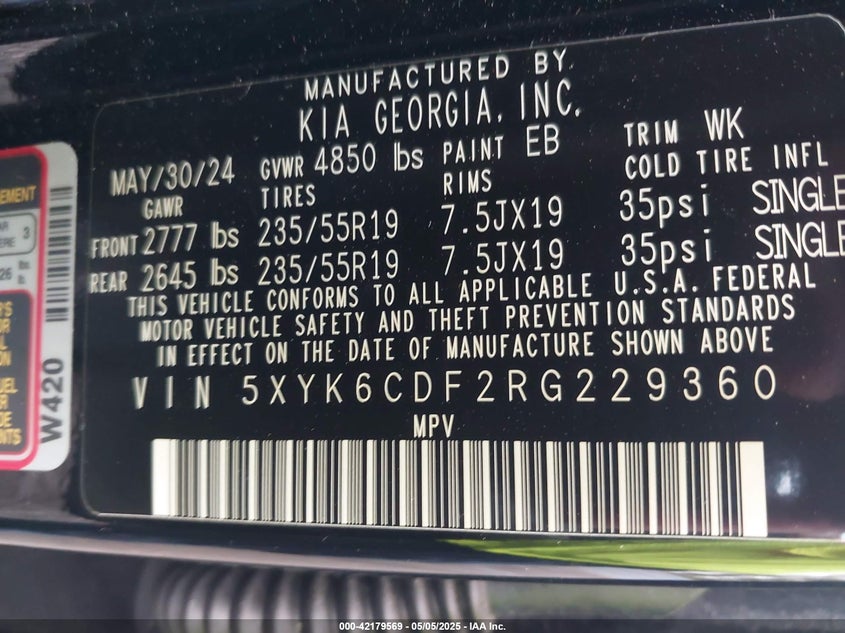 MANUFACTURED BY
KIA GEORGIA, INC.
MAY/30/24 GVWR 4850 lbs PAINT EB TRIM WK
GAWR TIRES RIMS COLD TIRE INFL
FRONT 2777 lbs 235/55R19 7.5JX19 35psi SINGLE
REAR 2645 lbs 235/55R19 7.5JX19 35psi SINGLE
THIS VEHICLE CONFORMS TO ALL APPLICABLE U.S.A. FEDERAL
MOTOR VEHICLE SAFETY AND THEFT PREVENTION STANDARDS
IN EFFECT ON THE DATE OF MANUFACTURE SHOWN ABOVE
VIN 5XYK6CDF2RG229360
MPV
W420
000-42179569 - 05/05/2025 - IAA Inc.